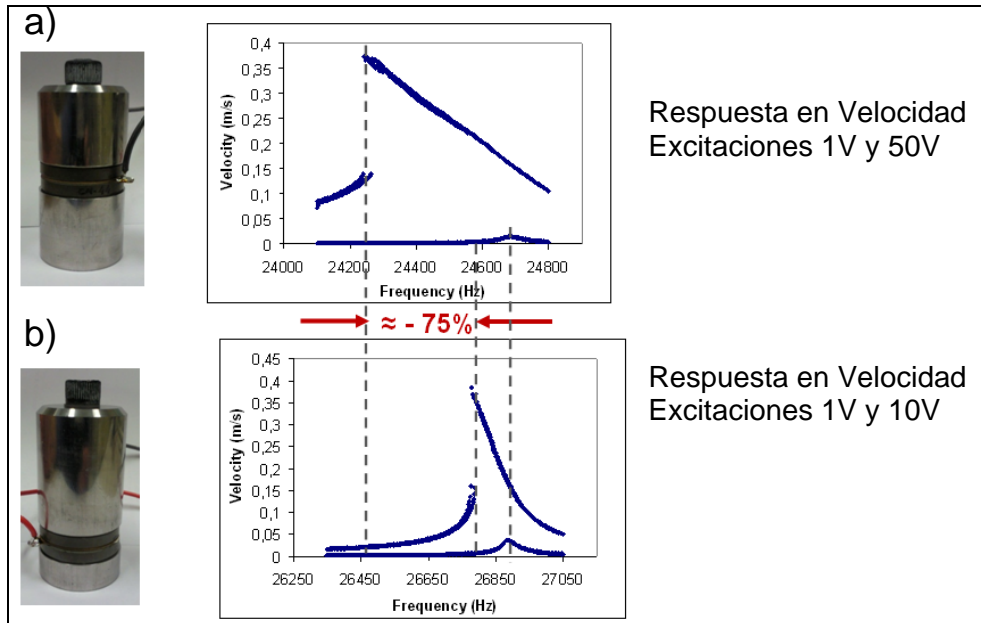 a)
0,4
0,35
0,3
0,25
0,2
0,15
0,1
0,05
0
Velocity (m/s)
24000 24200 24400 24600 24800
Frequency (Hz)
Respuesta en Velocidad
Excitaciones 1V y 50V
≈ - 75%
b)
0,45
0,4
0,35
0,3
0,25
0,2
0,15
0,1
0,05
0
Velocity (m/s)
26250 26450 26650 26850 27050
Frequency (Hz)
Respuesta en Velocidad
Excitaciones 1V y 10V